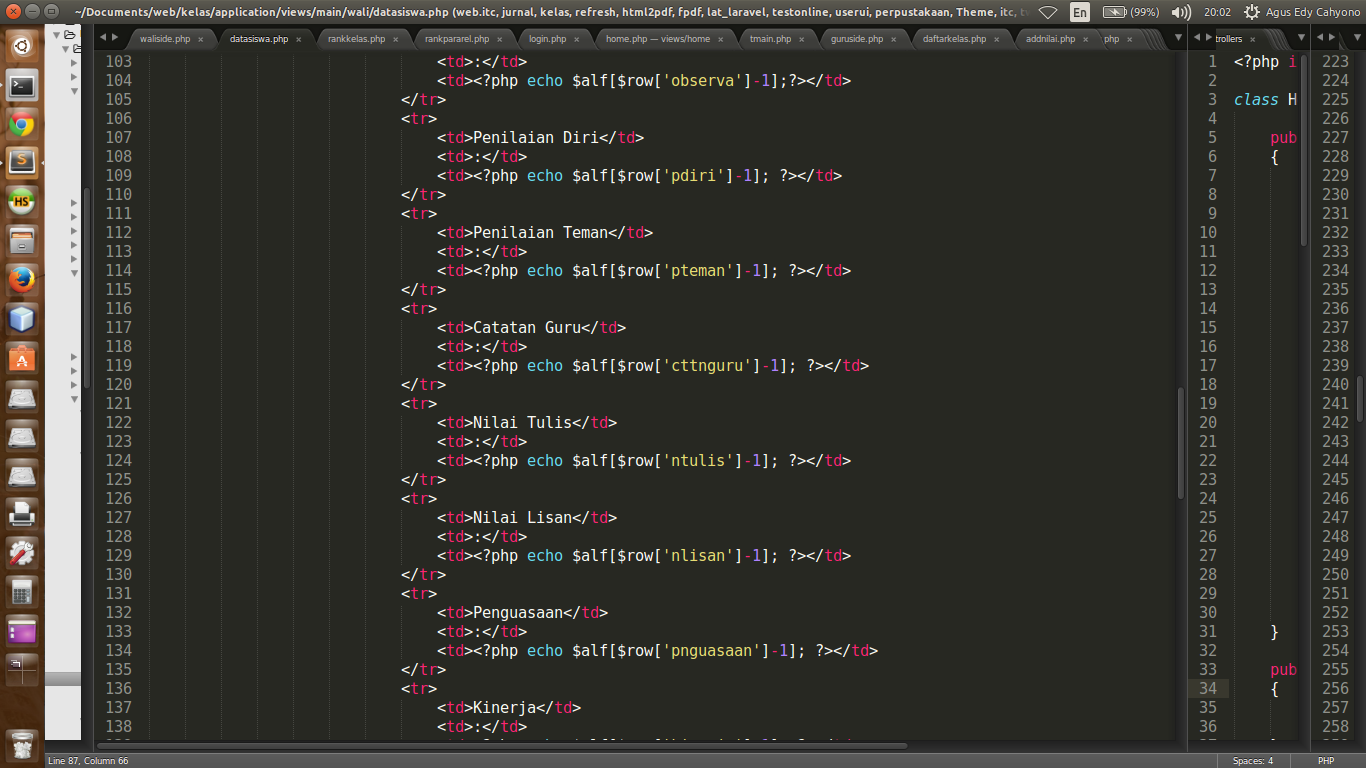 ~/Documents/web/kelas/application/views/main/wali/datasiswa.php (web.itc, jurnal, kelas, refresh, html2pdf, fpdf, lat_laravel, testonline, userui, perpustakaan, Theme, itc,
En (99%) 20:02 Agus Edy Cahyono
waliside.php × datasiswa.php × rankkelas.php × rankpararel.php × login.php × home.php — views/home × tmain.php × guruside.php × daftarkelas.php × addnilai.php × php × trollers ×
103 <td>:</td>
104 <td><?php echo $alf[$row['observa']-1];?></td>
105 </tr>
106 <tr>
107 <td>Penilaian Diri</td>
108 <td>:</td>
109 <td><?php echo $alf[$row['pdiri']-1]; ?></td>
110 </tr>
111 <tr>
112 <td>Penilaian Teman</td>
113 <td>:</td>
114 <td><?php echo $alf[$row['pteman']-1]; ?></td>
115 </tr>
116 <tr>
117 <td>Catatan Guru</td>
118 <td>:</td>
119 <td><?php echo $alf[$row['cttnguru']-1]; ?></td>
120 </tr>
121 <tr>
122 <td>Nilai Tulis</td>
123 <td>:</td>
124 <td><?php echo $alf[$row['ntulis']-1]; ?></td>
125 </tr>
126 <tr>
127 <td>Nilai Lisan</td>
128 <td>:</td>
129 <td><?php echo $alf[$row['nlisan']-1]; ?></td>
130 </tr>
131 <tr>
132 <td>Penguasaan</td>
133 <td>:</td>
134 <td><?php echo $alf[$row['pnguasaan']-1]; ?></td>
135 </tr>
136 <tr>
137 <td>Kinerja</td>
138 <td>:</td>
1 <?php i
2
3 class H
4
5 pub
6 {
7
8
9
10
11
12
13
14
15
16
17
18
19
20
21
22
23
24
25
26
27
28
29
30
31 }
32
33 pub
34 {
35
36
223
224
225
226
227
228
229
230
231
232
233
234
235
236
237
238
239
240
241
242
243
244
245
246
247
248
249
250
251
252
253
254
255
256
257
258
HS
Line 87, Column 66 Spaces: 4 PHP